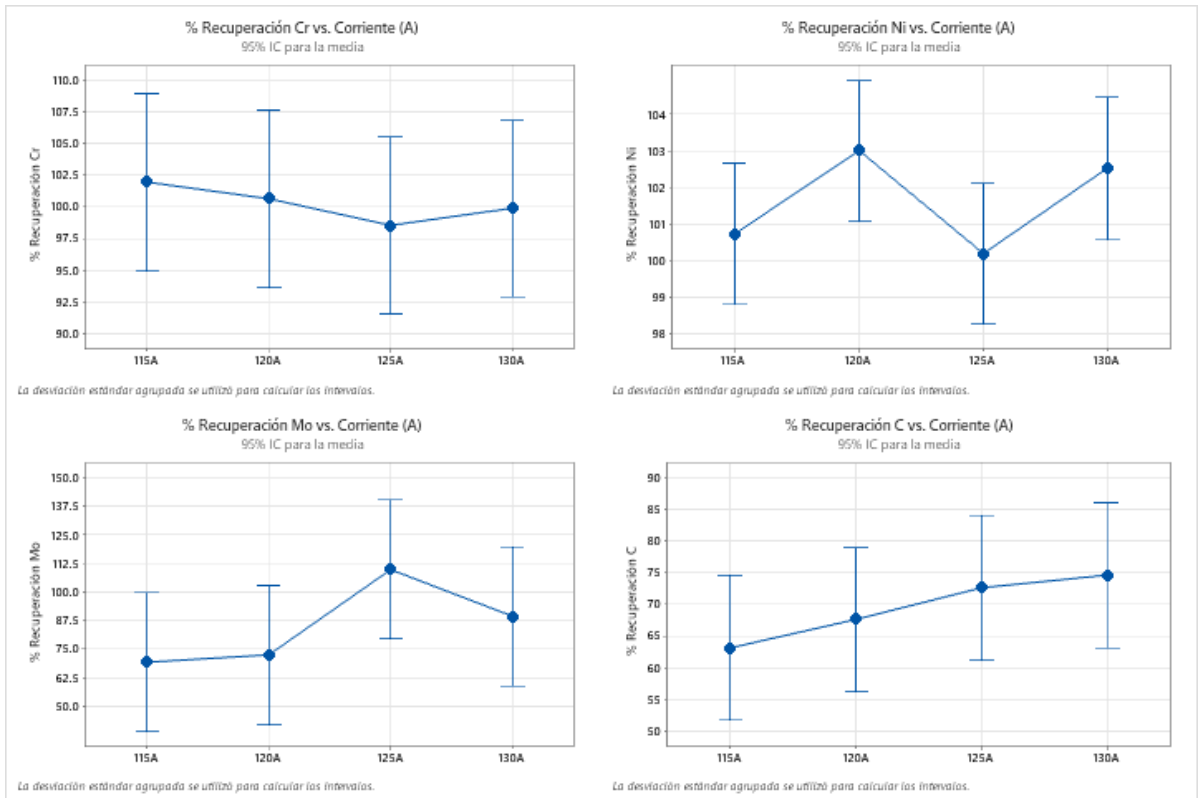 % Recuperación Cr vs. Corriente (A)
95% IC para la media
% Recuperación Cr
110.0
107.5
105.0
102.5
100.0
97.5
95.0
92.5
90.0
115A 120A 125A 130A
La desviación estándar agrupada se utilizó para calcular los intervalos.
% Recuperación Ni vs. Corriente (A)
95% IC para la media
% Recuperación Ni
104
103
102
101
100
99
98
115A 120A 125A 130A
La desviación estándar agrupada se utilizó para calcular los intervalos.
% Recuperación Mo vs. Corriente (A)
95% IC para la media
% Recuperación Mo
150.0
137.5
125.0
112.5
100.0
87.5
75.0
62.5
50.0
115A 120A 125A 130A
La desviación estándar agrupada se utilizó para calcular los intervalos.
% Recuperación C vs. Corriente (A)
95% IC para la media
% Recuperación C
90
85
80
75
70
65
60
55
50
115A 120A 125A 130A
La desviación estándar agrupada se utilizó para calcular los intervalos.